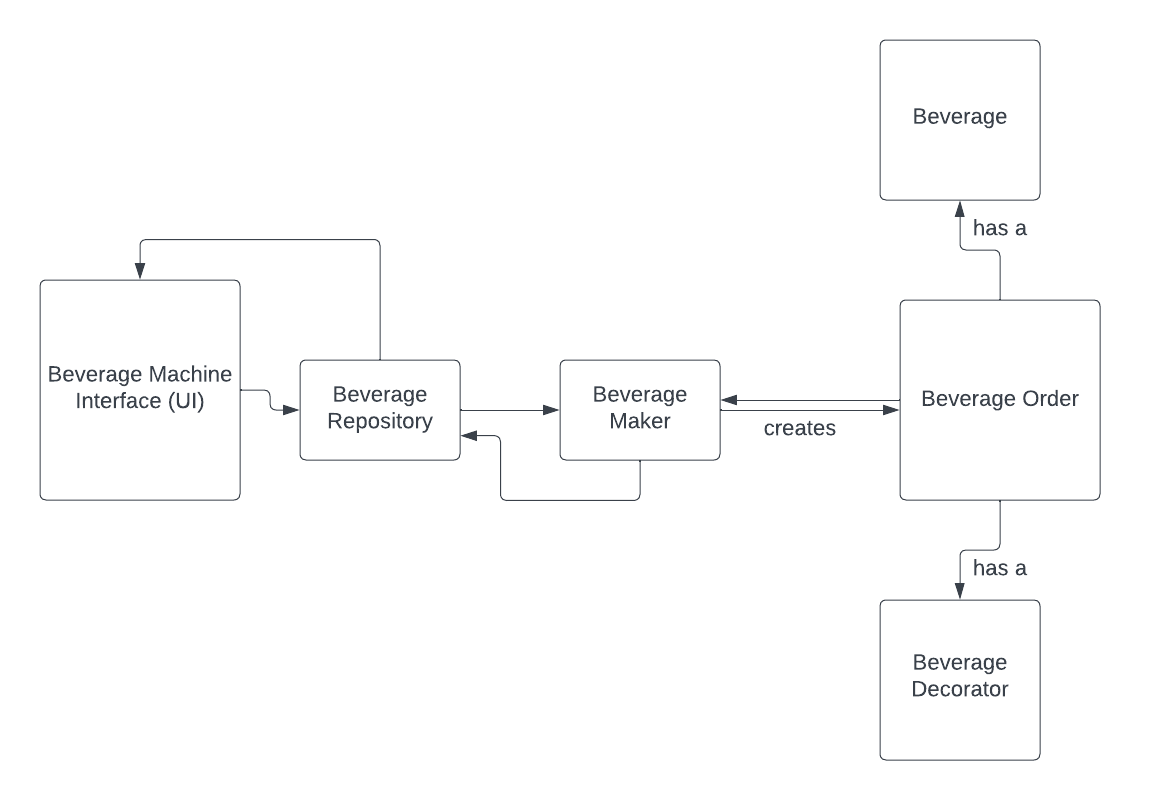 Beverage
has a
Beverage Machine
Interface (UI)
Beverage
Repository
Beverage
Maker
creates
Beverage Order
has a
Beverage
Decorator